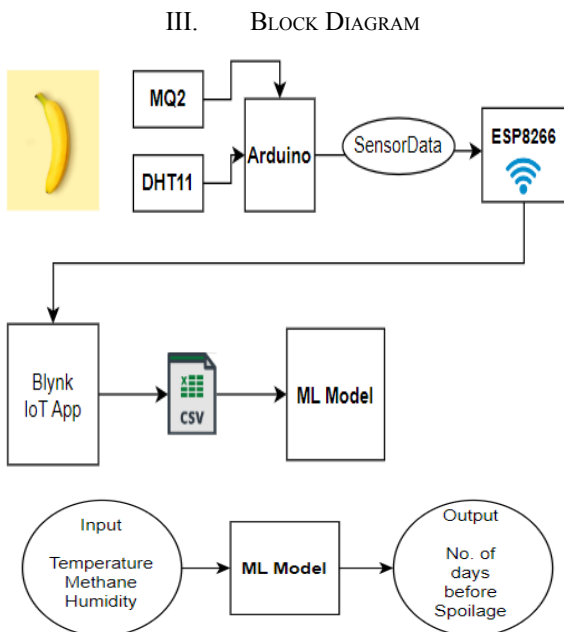 III. BLOCK DIAGRAM
MQ2
DHT11
Arduino
SensorData
ESP8266
Blynk
IoT App
CSV
ML Model
Input
Temperature
Methane
Humidity
ML Model
Output
No. of
days
before
Spoilage